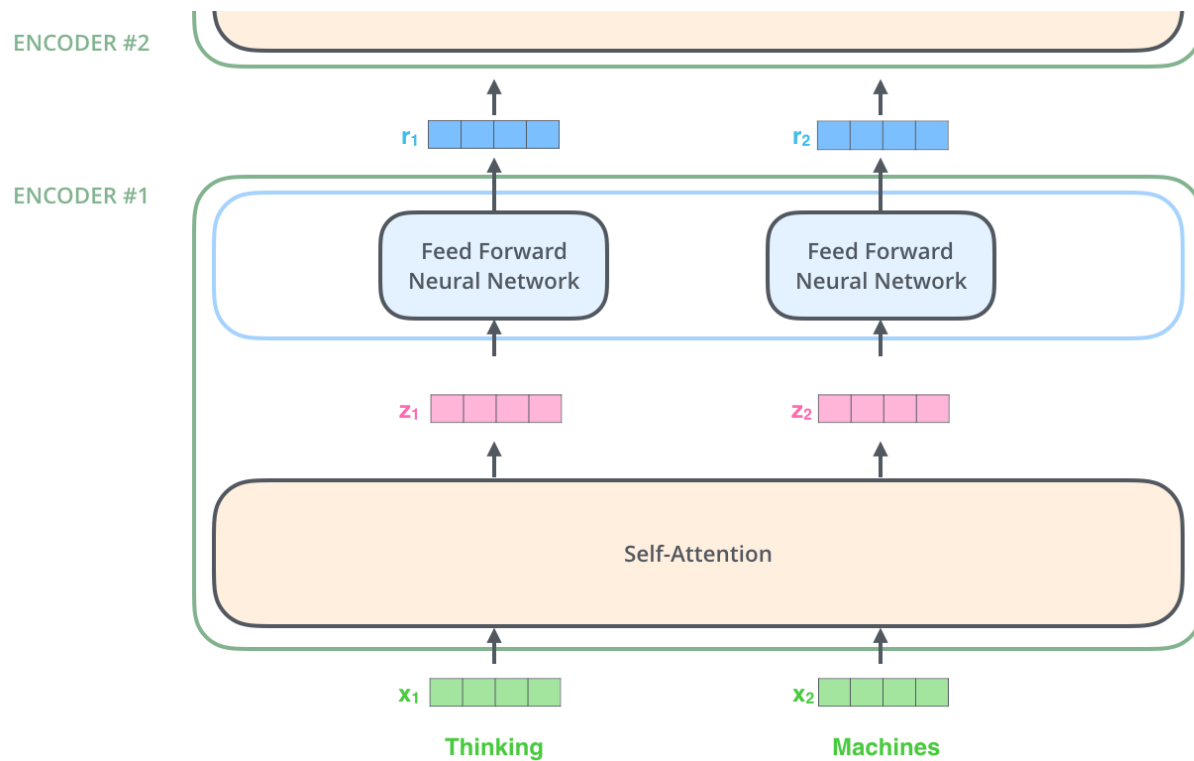 ENCODER #2
r₁
r₂
ENCODER #1
Feed Forward
Neural Network
Feed Forward
Neural Network
z₁
z₂
Self-Attention
x₁
x₂
Thinking
Machines